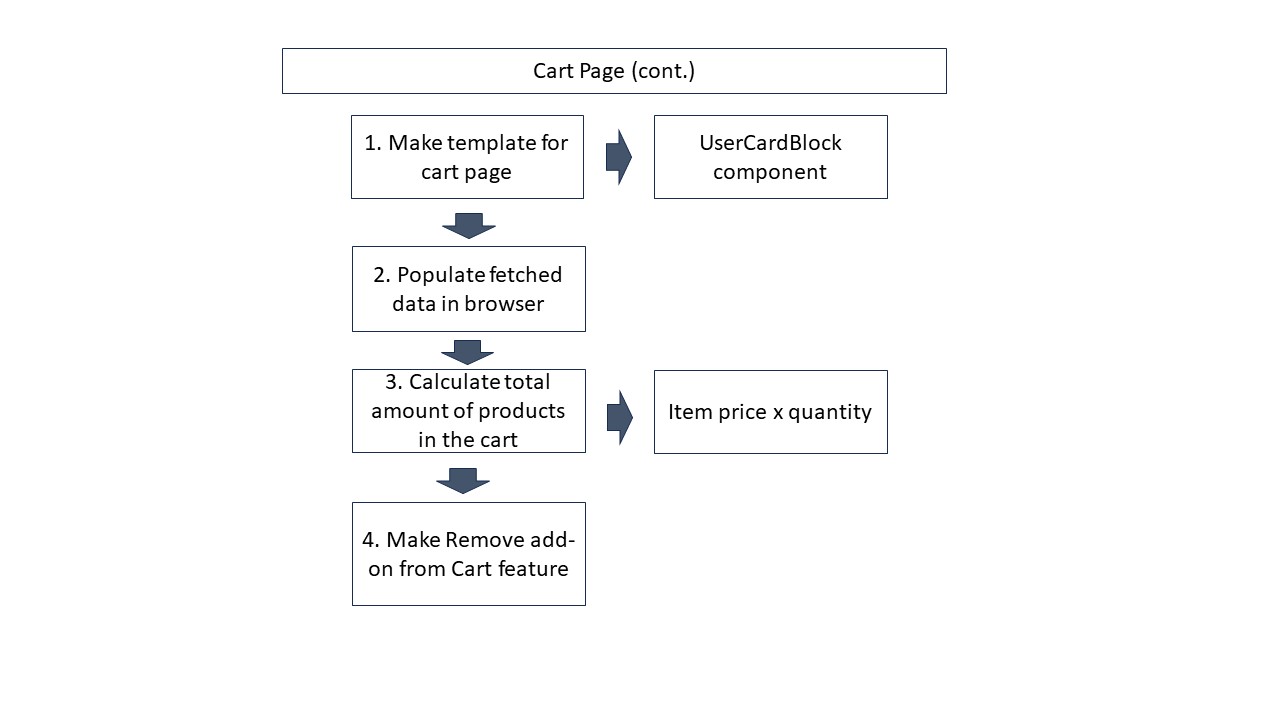 Cart Page (cont.)
1. Make template for
cart page
UserCardBlock
component
2. Populate fetched
data in browser
3. Calculate total
amount of products
in the cart
Item price x quantity
4. Make Remove add-
on from Cart feature